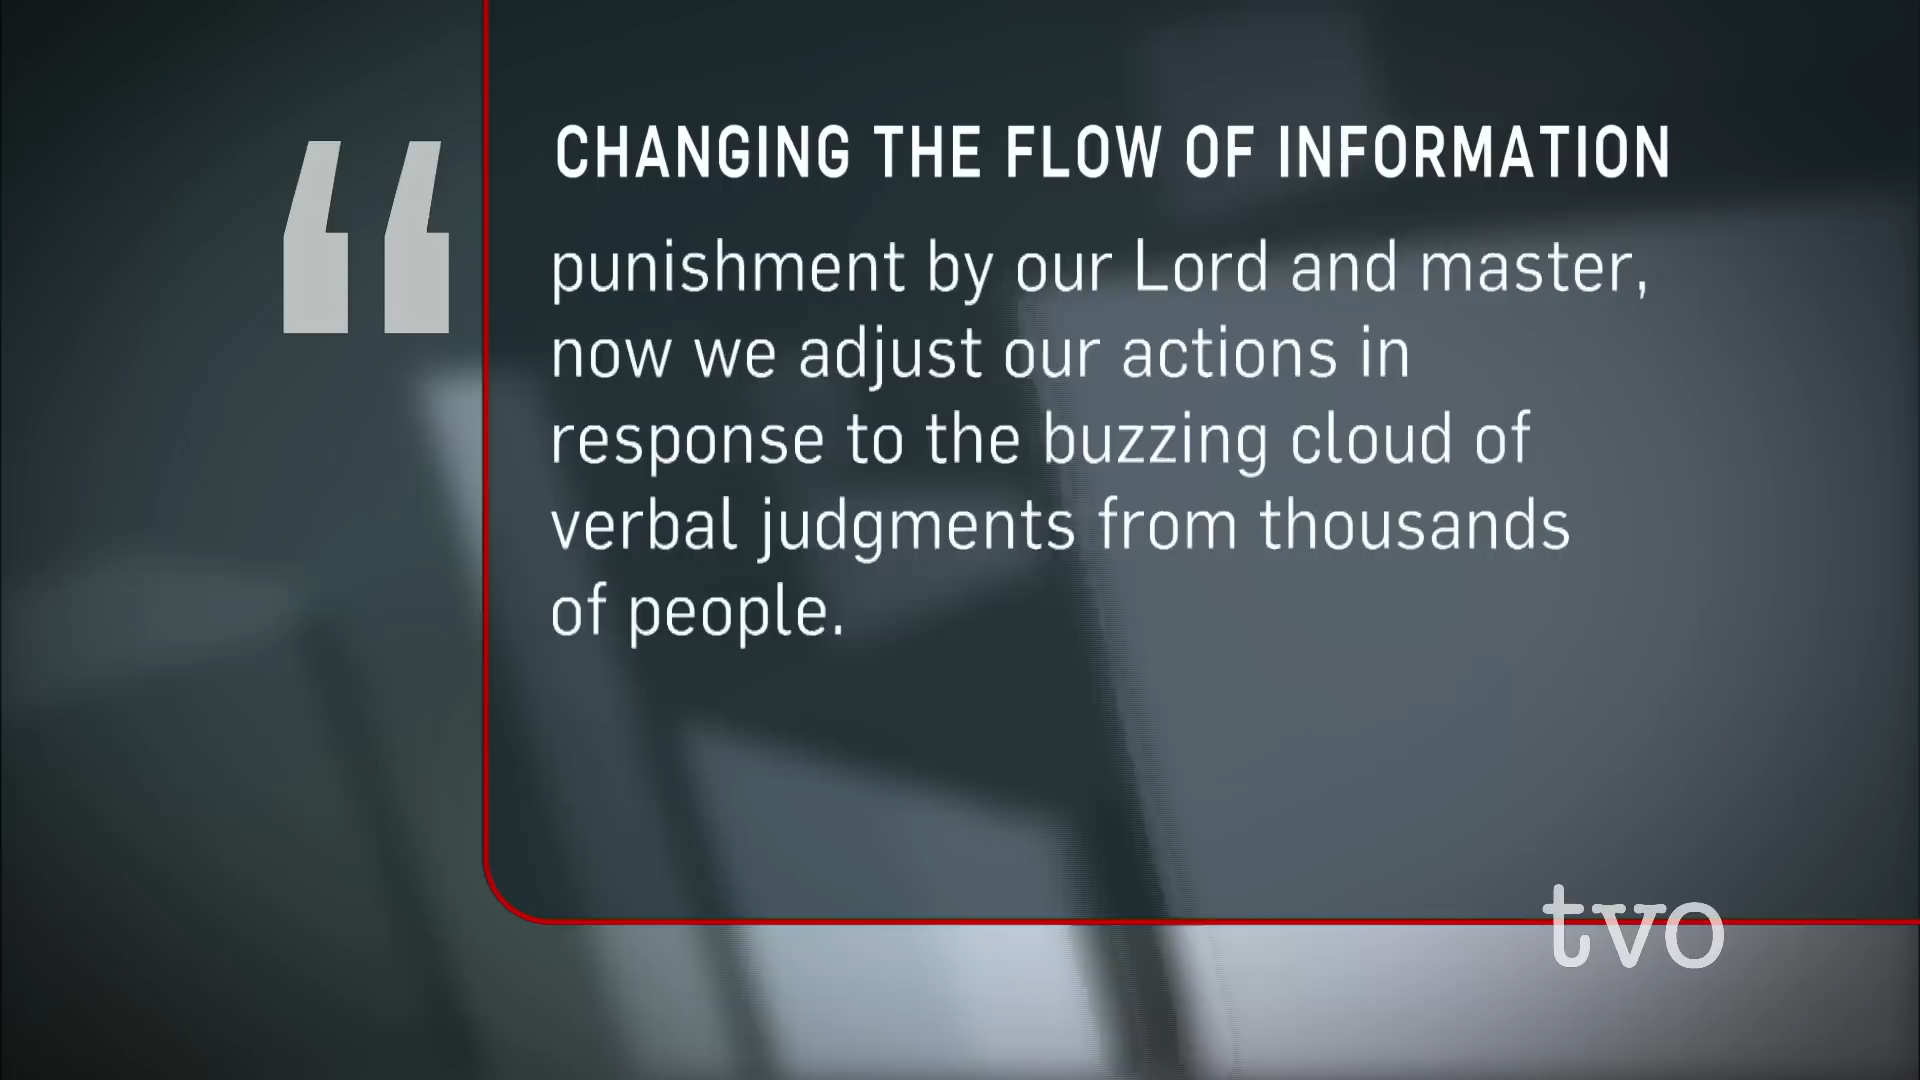 “
CHANGING THE FLOW OF INFORMATION
punishment by our Lord and master,
now we adjust our actions in
response to the buzzing cloud of
verbal judgments from thousands
of people.
tvo